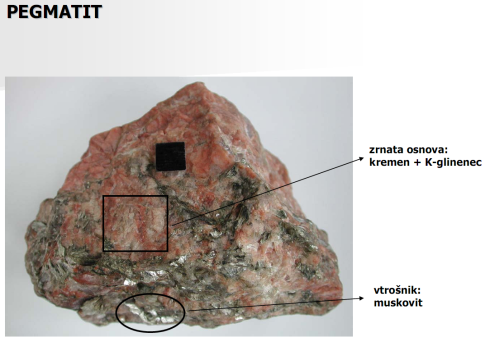 PEGMATIT
zrnata osnova:
kremen + K-glinenec
vtrošnik:
muskovit